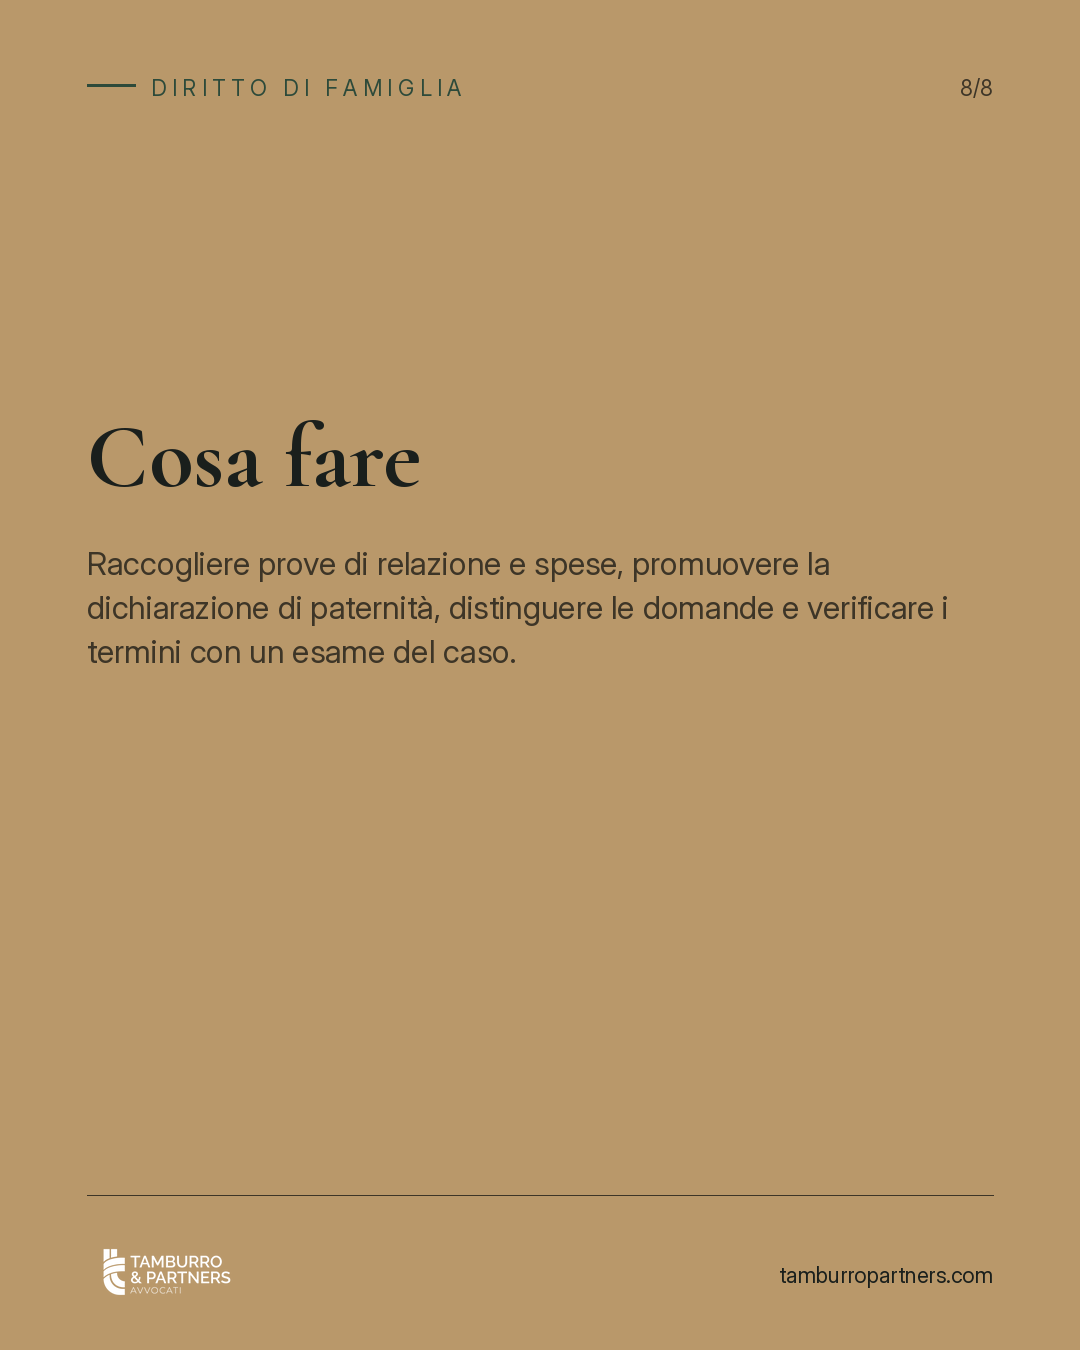 DIRITTO DI FAMIGLIA
8/8
Cosa fare
Raccogliere prove di relazione e spese, promuovere la
dichiarazione di paternità, distinguere le domande e verificare i
termini con un esame del caso.
TAMBURRO
& PARTNERS
AVVOCATI
tamburropartners.com